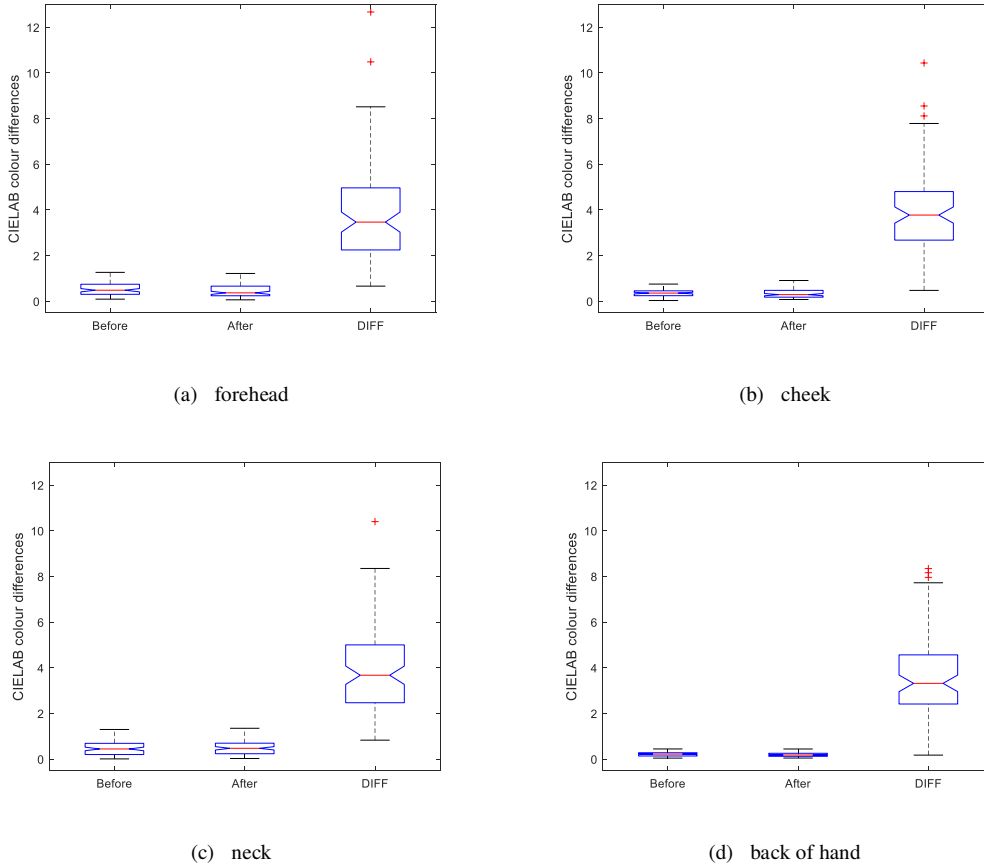 CIELAB colour differences
12
10
8
6
4
2
0
Before After DIFF
(a) forehead
CIELAB colour differences
12
10
8
6
4
2
0
Before After DIFF
(b) cheek
CIELAB colour differences
12
10
8
6
4
2
0
Before After DIFF
(c) neck
CIELAB colour differences
12
10
8
6
4
2
0
Before After DIFF
(d) back of hand